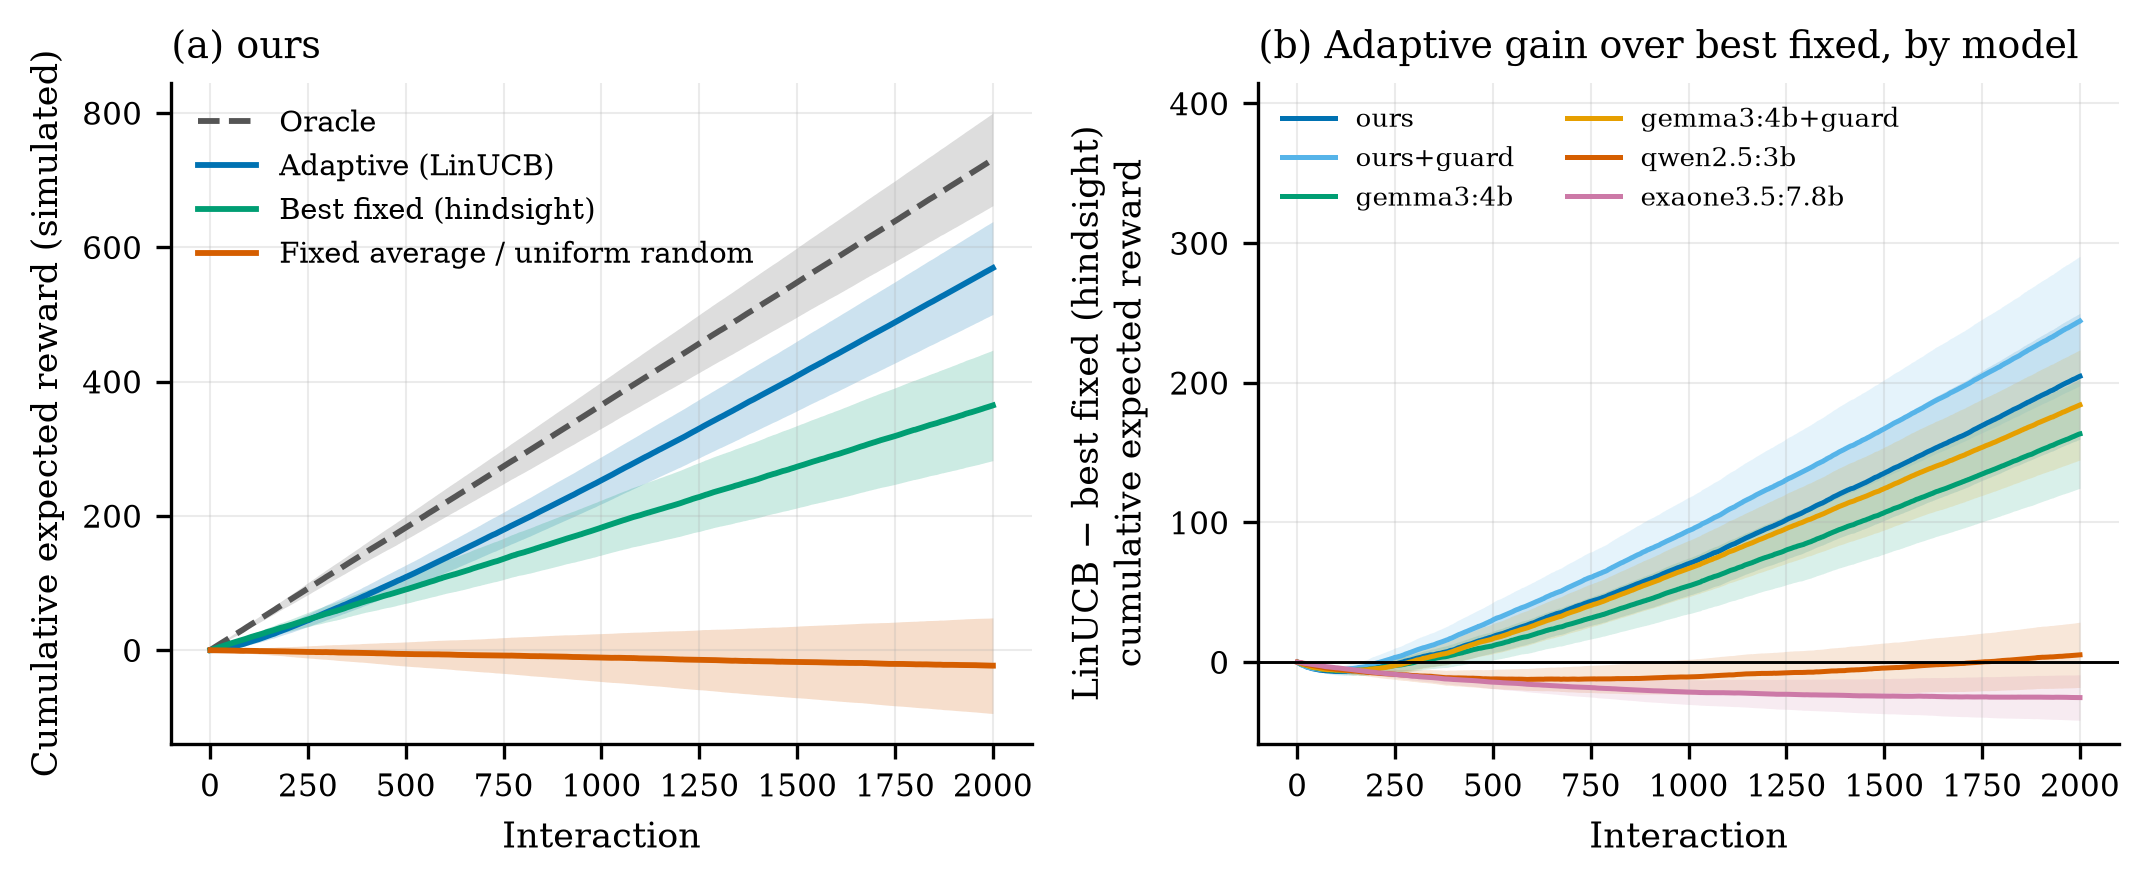 (a) ours
Cumulative expected reward (simulated)
800
600
400
200
0
Oracle
Adaptive (LinUCB)
Best fixed (hindsight)
Fixed average / uniform random
0 250 500 750 1000 1250 1500 1750 2000
Interaction
(b) Adaptive gain over best fixed, by model
LinUCB − best fixed (hindsight)
cumulative expected reward
400
300
200
100
0
ours
ours+guard
gemma3:4b
gemma3:4b+guard
qwen2.5:3b
exaone3.5:7.8b
0 250 500 750 1000 1250 1500 1750 2000
Interaction